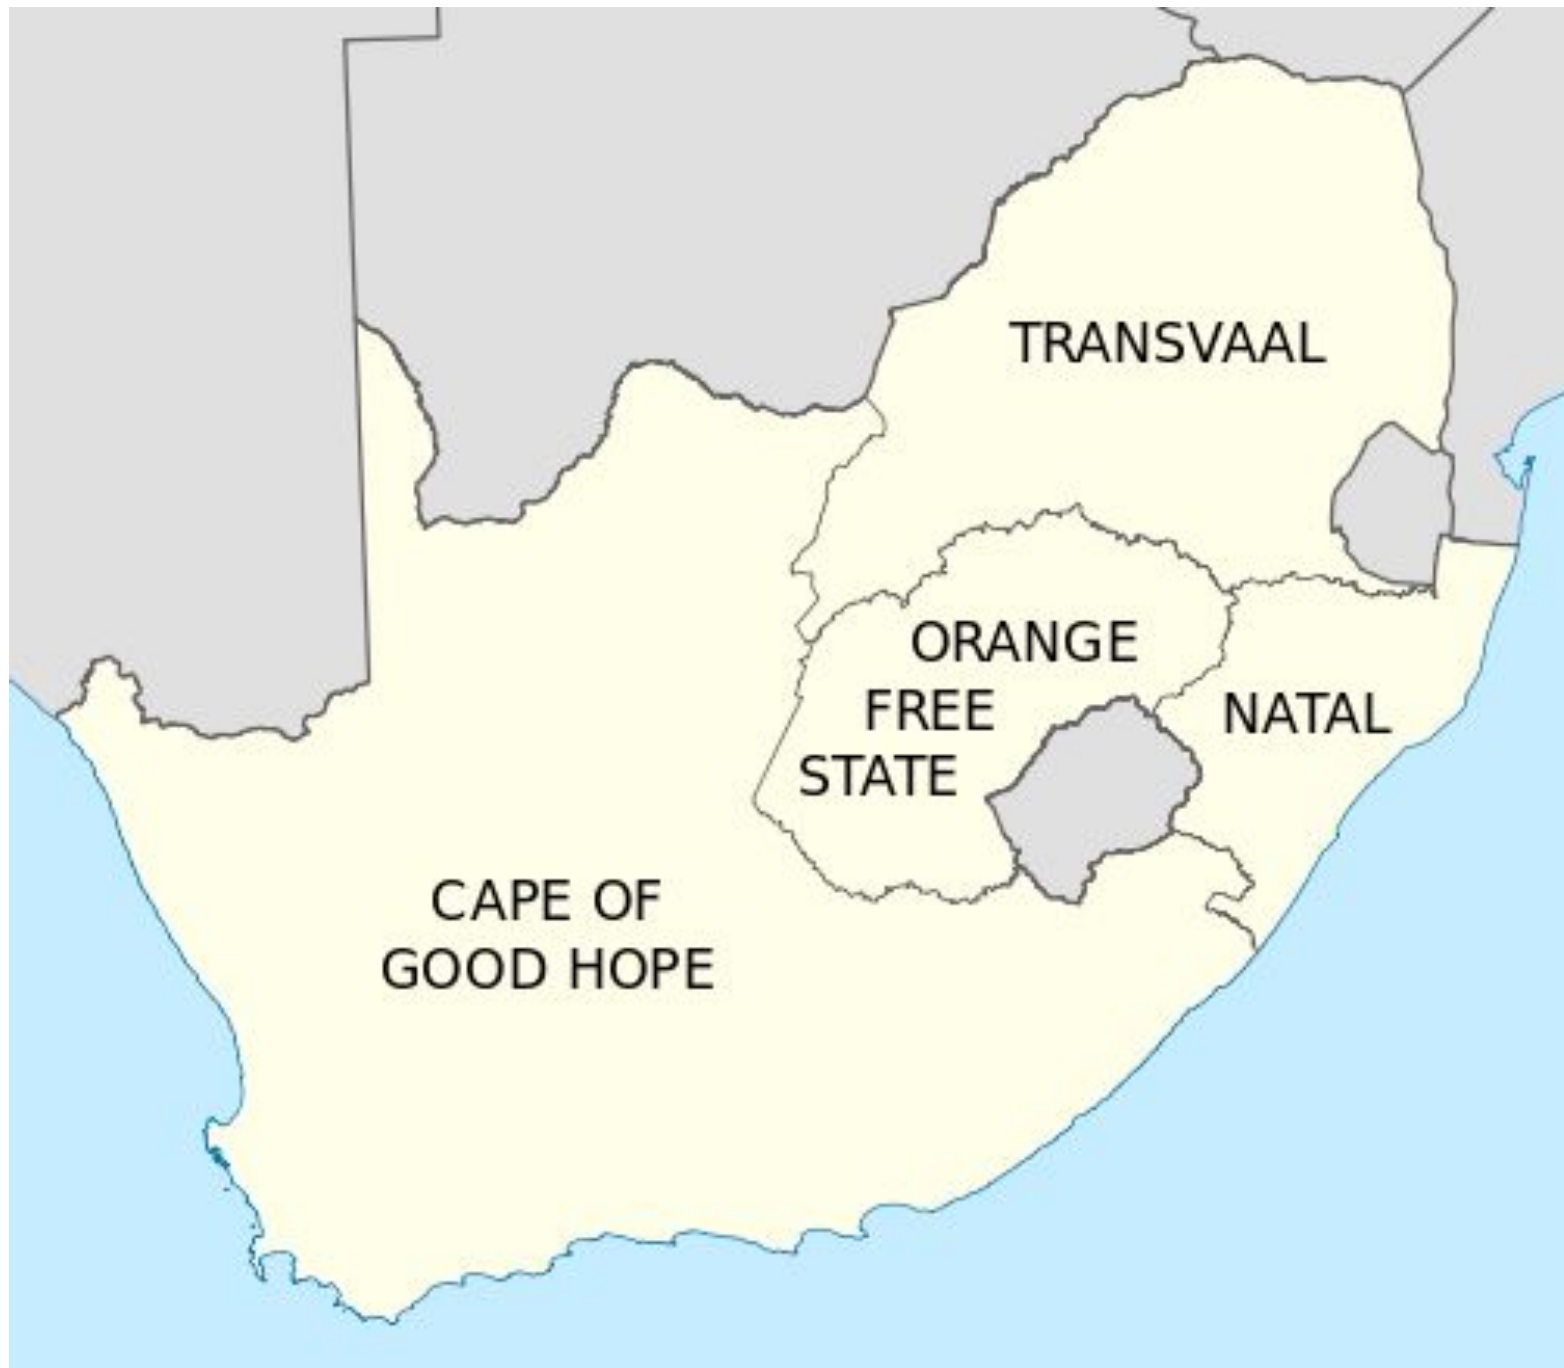 TRANSVAAL
ORANGE
FREE
STATE
NATAL
CAPE OF
GOOD HOPE